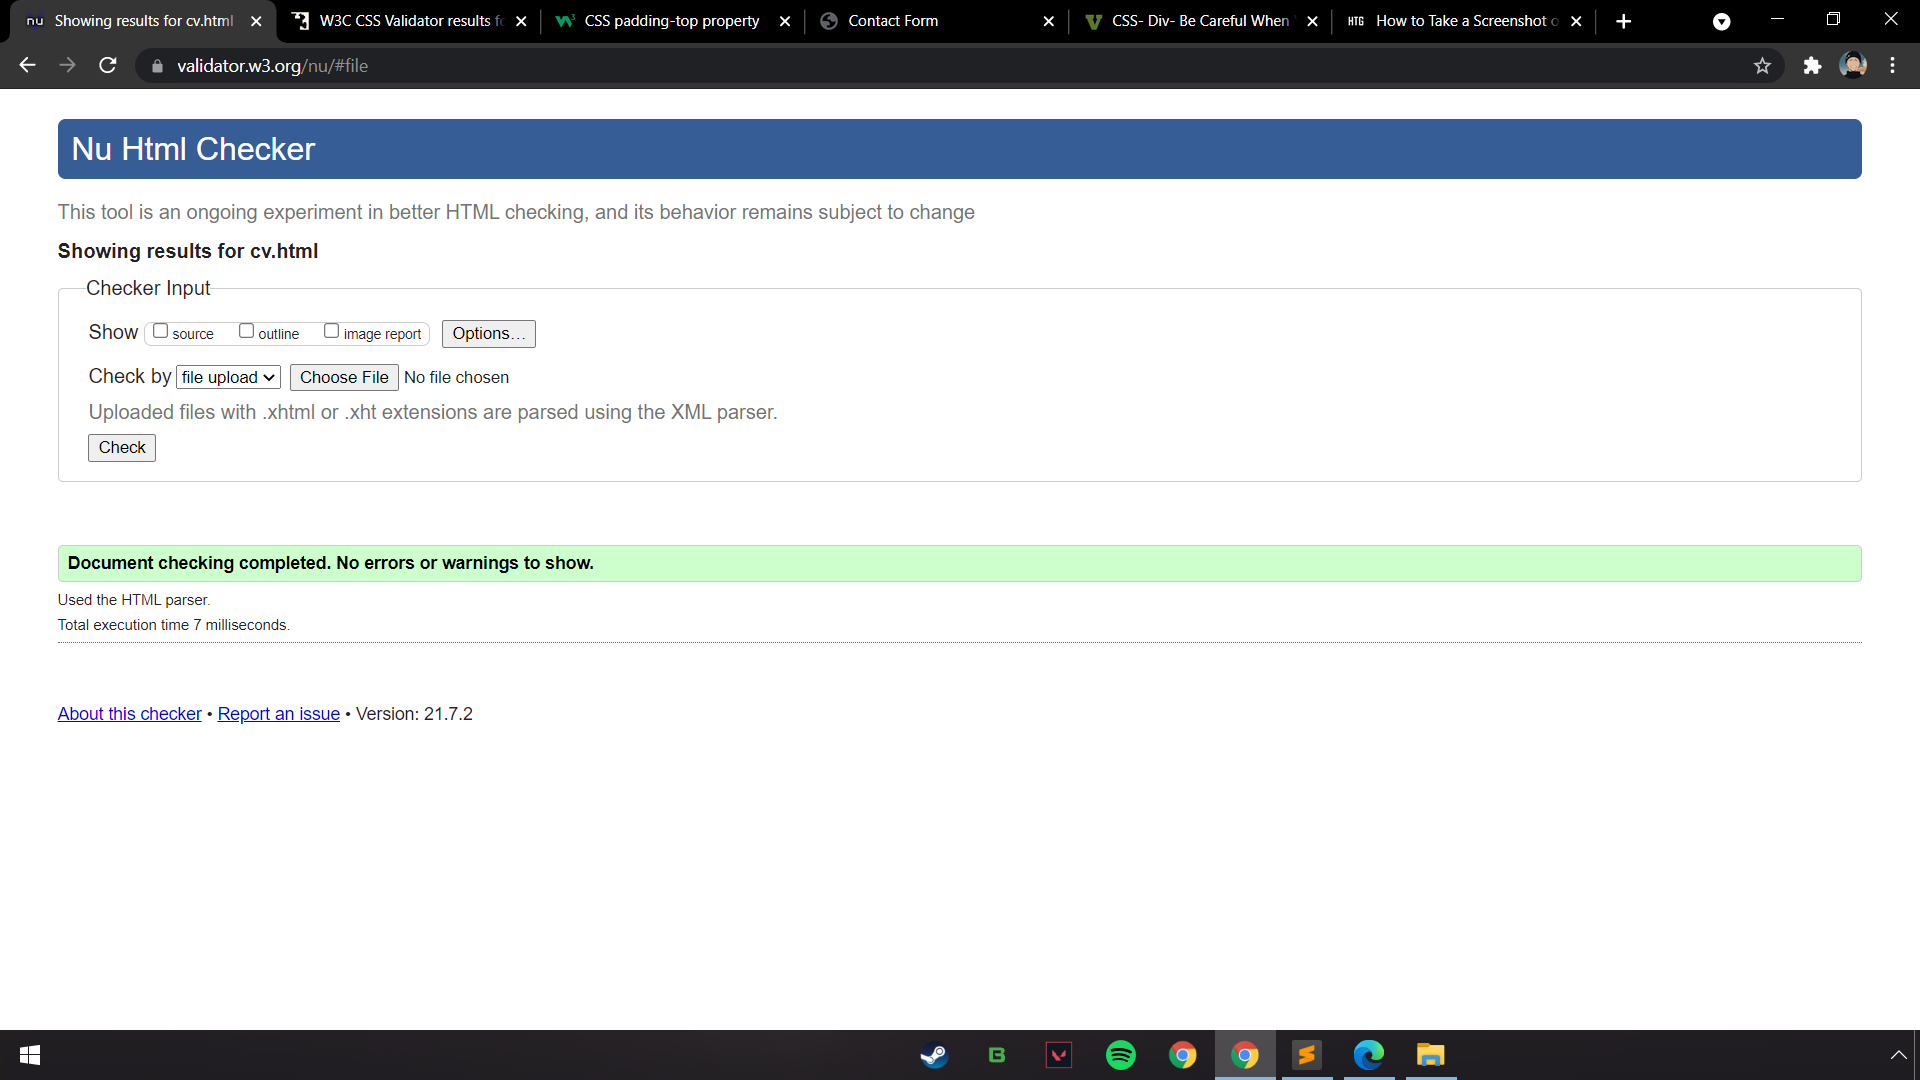 nu Showing results for cv.html
W3C CSS Validator results fo
CSS padding-top property
Contact Form
CSS- Div- Be Careful When
HTG How to Take a Screenshot o
validator.w3.org/nu/#file
Nu Html Checker
This tool is an ongoing experiment in better HTML checking, and its behavior remains subject to change
Showing results for cv.html
Checker Input
Show source outline image report Options...
Check by file upload Choose File No file chosen
Uploaded files with .xhtml or .xht extensions are parsed using the XML parser.
Check
Document checking completed. No errors or warnings to show.
Used the HTML parser.
Total execution time 7 milliseconds.
About this checker • Report an issue • Version: 21.7.2